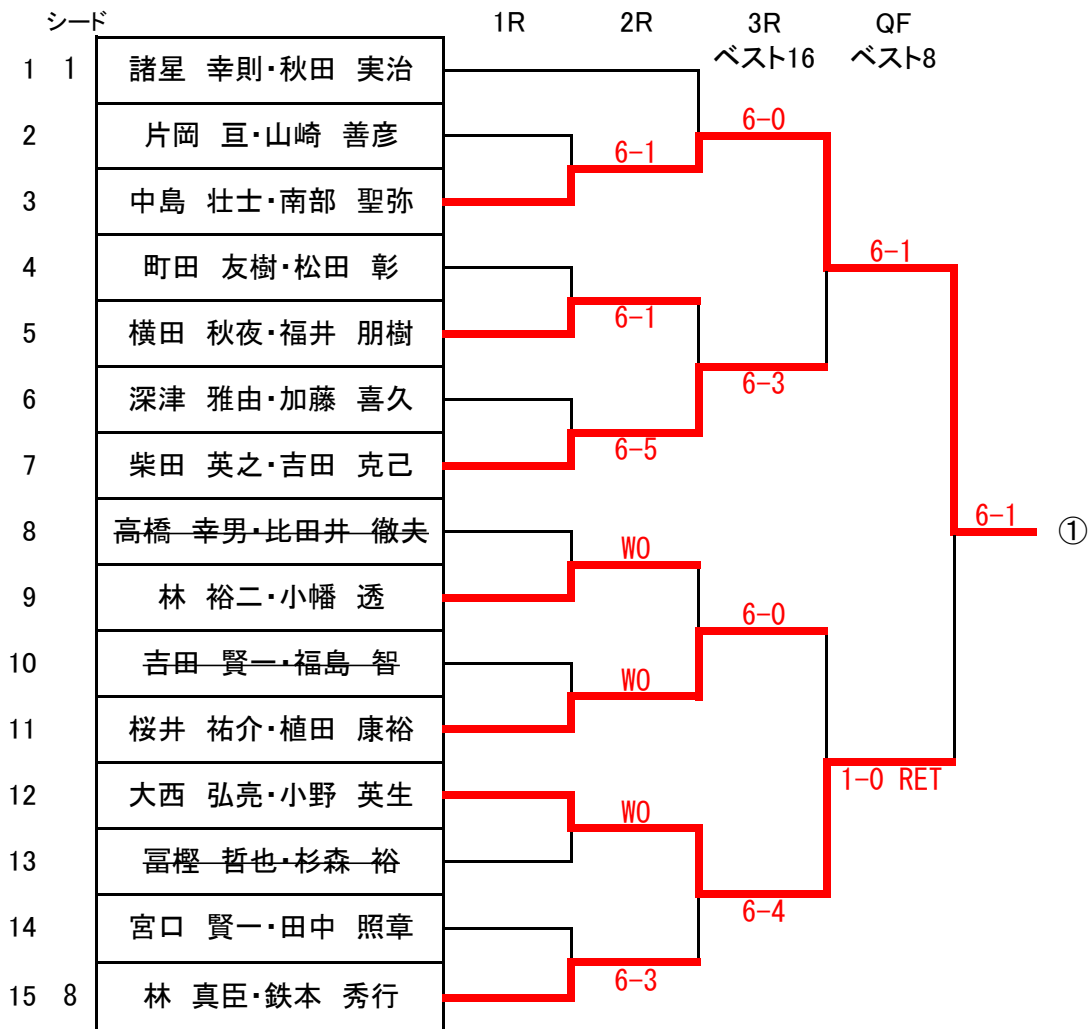 シード 1R 2R 3R QF
ベスト16 ベスト8
1 1 諸星 幸則・秋田 実治
6-0
2 片岡 亘・山崎 善彦
6-1
3 中島 壮士・南部 聖弥
6-1
4 町田 友樹・松田 彰
6-1
5 横田 秋夜・福井 朋樹
6-3
6 深津 雅由・加藤 喜久
6-5
7 柴田 英之・吉田 克己
6-1 ①
8 高橋 幸男・比田井 徹夫
WO
9 林 裕二・小幡 透
6-0
10 吉田 賢一・福島 智
WO
11 桜井 祐介・植田 康裕
1-0 RET
12 大西 弘亮・小野 英生
WO
13 冨樫 哲也・杉森 裕
6-4
14 宮口 賢一・田中 照章
6-3
15 8 林 真臣・鉄本 秀行